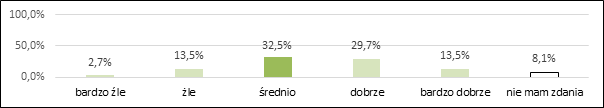 100,0%
50,0%
0,0%
2,7% 13,5% 32,5% 29,7% 13,5% 8,1%
bardzo źle żle średnio dobrze bardzo dobrze nie mam zdania